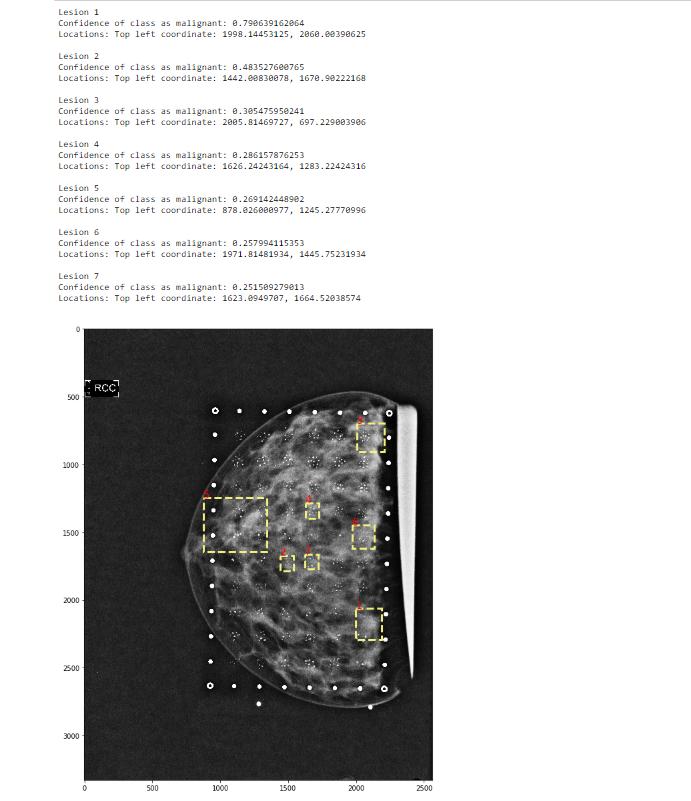 Lesion 1
Confidence of class as malignant: 0.790639162064
Locations: Top left coordinate: 1998.14453125, 2060.00390625
Lesion 2
Confidence of class as malignant: 0.483527600765
Locations: Top left coordinate: 1442.00830078, 1670.90222168
Lesion 3
Confidence of class as malignant: 0.305475950241
Locations: Top left coordinate: 2005.81469727, 697.229003906
Lesion 4
Confidence of class as malignant: 0.286157876253
Locations: Top left coordinate: 1626.24243164, 1283.22424316
Lesion 5
Confidence of class as malignant: 0.269142448902
Locations: Top left coordinate: 878.026000977, 1245.27770996
Lesion 6
Confidence of class as malignant: 0.257994115353
Locations: Top left coordinate: 1971.81481934, 1445.75231934
Lesion 7
Confidence of class as malignant: 0.251509279013
Locations: Top left coordinate: 1623.0949707, 1664.52038574
0
RCC
500
1000
1500
2000
2500
3000
0 500 1000 1500 2000 2500